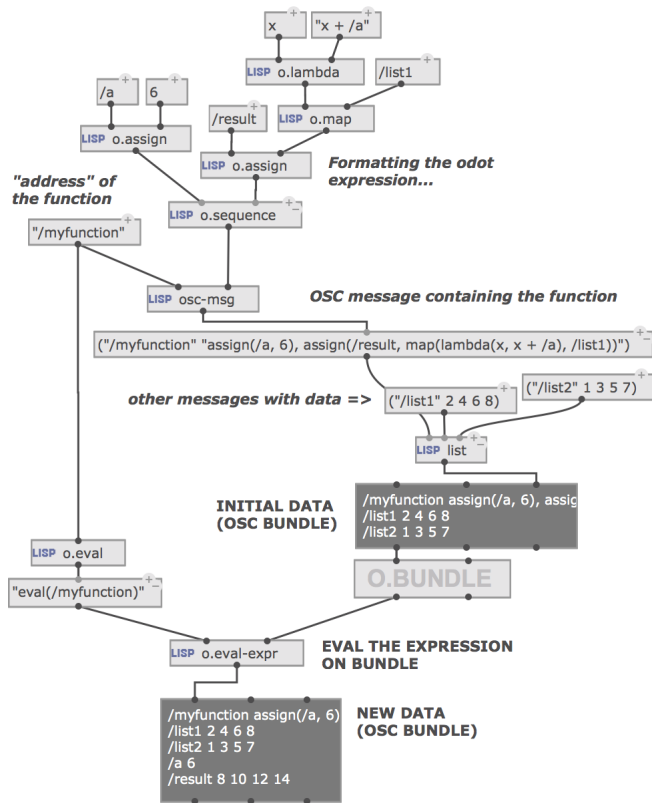 x
"x + /a"
LISP o.lambda
/a
6
/list1
/result
LISP o.map
LISP o.assign
LISP o.assign
Formatting the odot
expression...
"address" of
the function
LISP o.sequence
"/myfunction"
LISP osc-msg
OSC message containing the function
("/myfunction" "assign(/a, 6), assign(/result, map(lambda(x, x + /a), /list1))")
other messages with data =>
("/list1" 2 4 6 8)
("/list2" 1 3 5 7)
LISP list
INITIAL DATA
(OSC BUNDLE)
/myfunction assign(/a, 6), assig
/list1 2 4 6 8
/list2 1 3 5 7
LISP o.eval
O.BUNDLE
"eval(/myfunction)"
LISP o.eval-expr
EVAL THE EXPRESSION
ON BUNDLE
/myfunction assign(/a, 6)
/list1 2 4 6 8
/list2 1 3 5 7
/a 6
/result 8 10 12 14
NEW DATA
(OSC BUNDLE)